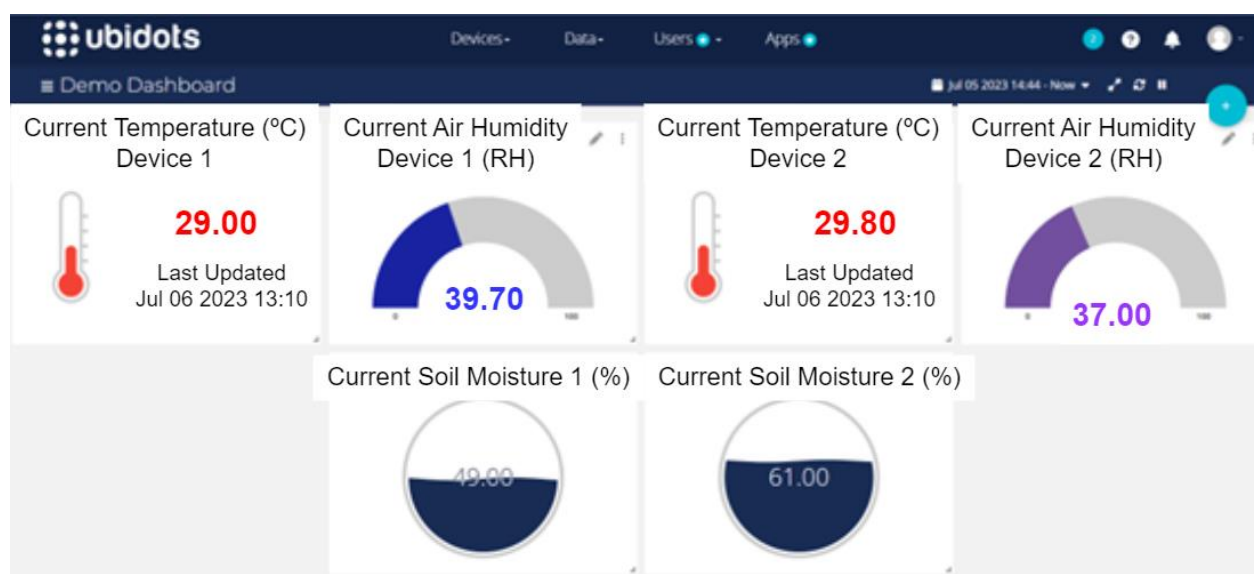 ubidots
Devices
Data
Users
Apps
2
?
Demo Dashboard
Jul 05 2023 14:44 - Now
+
Current Temperature (ºC)
Device 1
29.00
Last Updated
Jul 06 2023 13:10
Current Air Humidity
Device 1 (RH)
39.70
0
100
Current Temperature (ºC)
Device 2
29.80
Last Updated
Jul 06 2023 13:10
Current Air Humidity
Device 2 (RH)
37.00
0
100
Current Soil Moisture 1 (%)
49.00
Current Soil Moisture 2 (%)
61.00